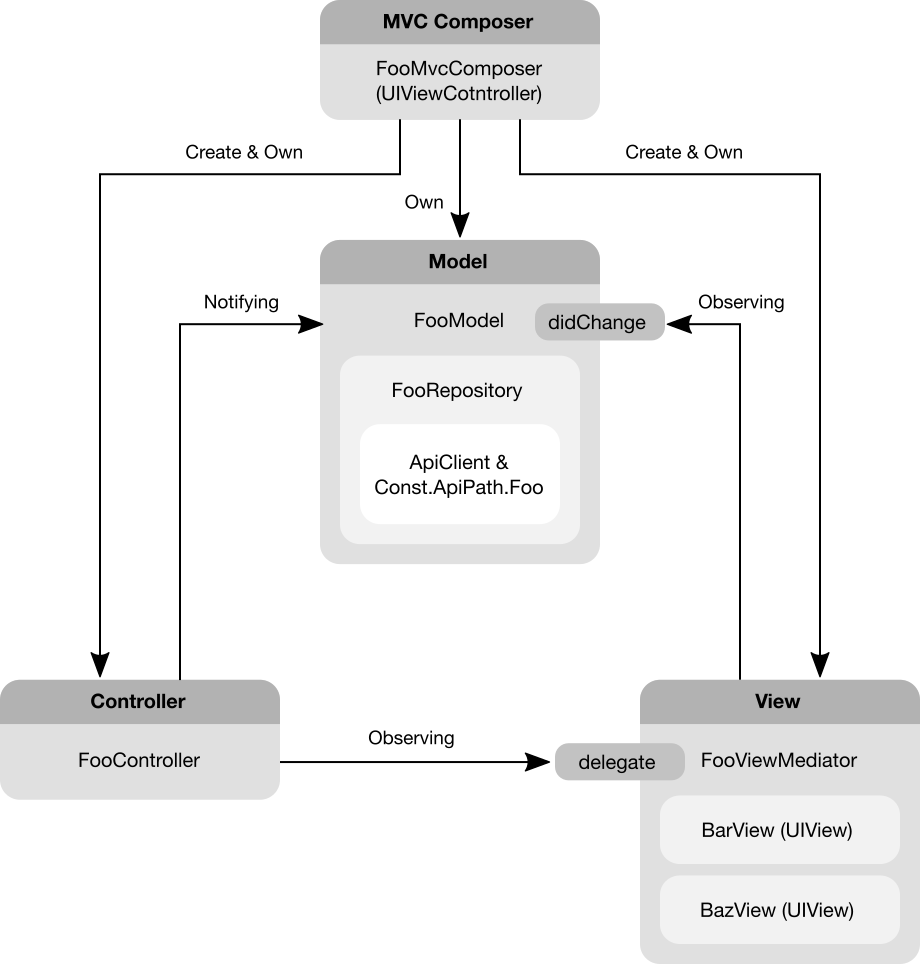 MVC Composer
FooMvcComposer
(UIViewCotntroller)
Create & Own
Create & Own
Own
Model
Notifying
Observing
FooModel
didChange
FooRepository
ApiClient &
Const.ApiPath.Foo
Controller
View
Observing
FooController
delegate
FooViewMediator
BarView (UIView)
BazView (UIView)